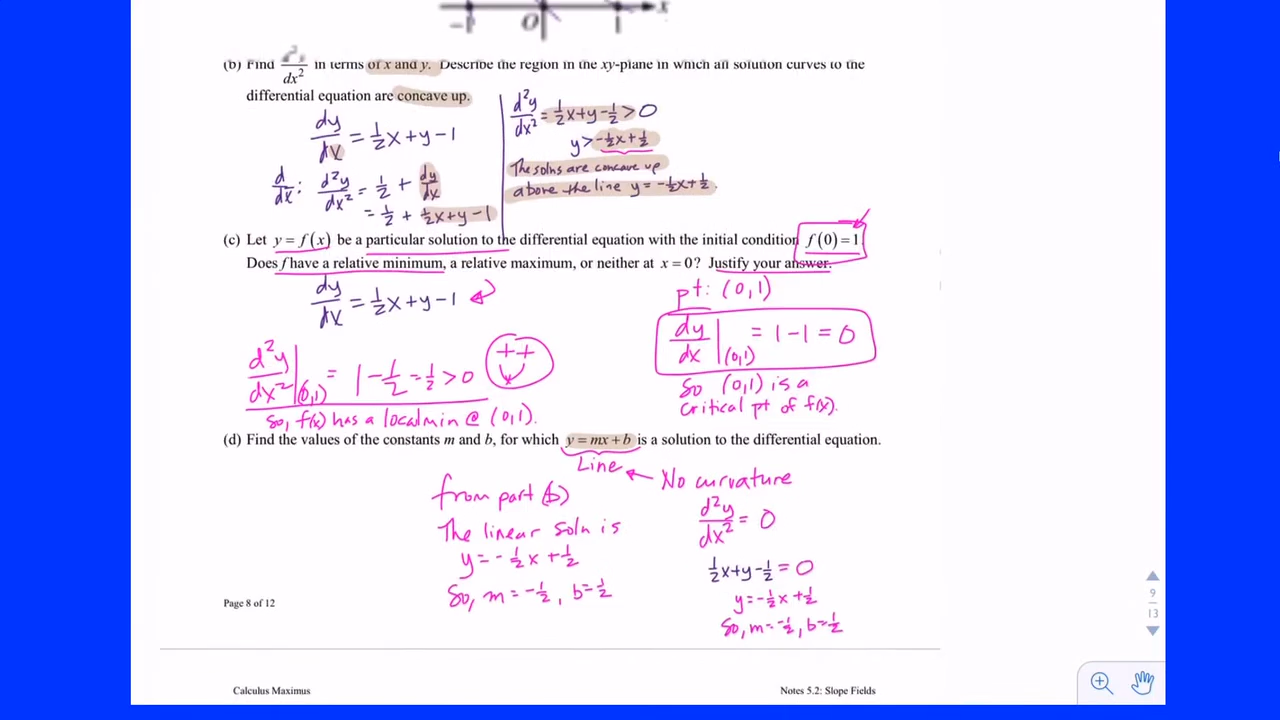 -1 O 1 x
(b) Find d²y/dx² in terms of x and y. Describe the region in the xy-plane in which all solution curves to the
differential equation are concave up.
dy/dx = 1/2x+y-1
d/dx: d²y/dx² = 1/2 + dy/dx
= 1/2 + 1/2x+y-1
d²y/dx² = 1/2x+y-1/2 > 0
y > -1/2x+1/2
The solns are concave up
above the line y=-1/2x+1/2.
(c) Let y = f(x) be a particular solution to the differential equation with the initial condition f(0) = 1.
Does f have a relative minimum, a relative maximum, or neither at x = 0? Justify your answer.
dy/dx = 1/2x+y-1
pt: (0,1)
dy/dx|(0,1) = 1-1 = 0
So (0,1) is a
critical pt of f(x).
d²y/dx²|(0,1) = 1-1/2=1/2>0
++
So, f(x) has a local min @ (0,1).
(d) Find the values of the constants m and b, for which y = mx + b is a solution to the differential equation.
Line
No curvature
d²y/dx² = 0
1/2x+y-1/2 = 0
y=-1/2x+1/2
So, m=-1/2, b=1/2
from part (b)
The linear soln is
y=-1/2x+1/2
So, m=-1/2, b=1/2
Page 8 of 12
9
13
Calculus Maximus
Notes 5.2: Slope Fields